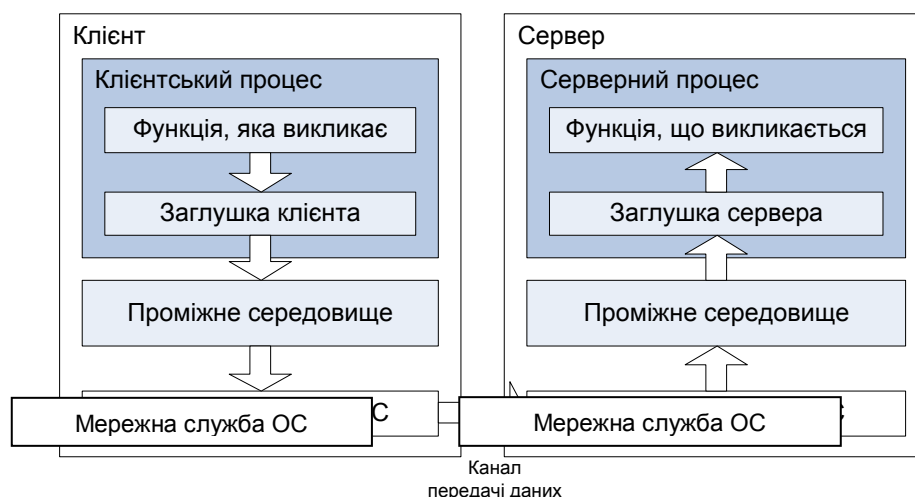 Клієнт
Клієнтський процес
Функція, яка викликає
Заглушка клієнта
Проміжне середовище
С
Мережна служба ОС
Сервер
Серверний процес
Функція, що викликається
Заглушка сервера
Проміжне середовище
Мережна служба ОС
Канал
передачі даних